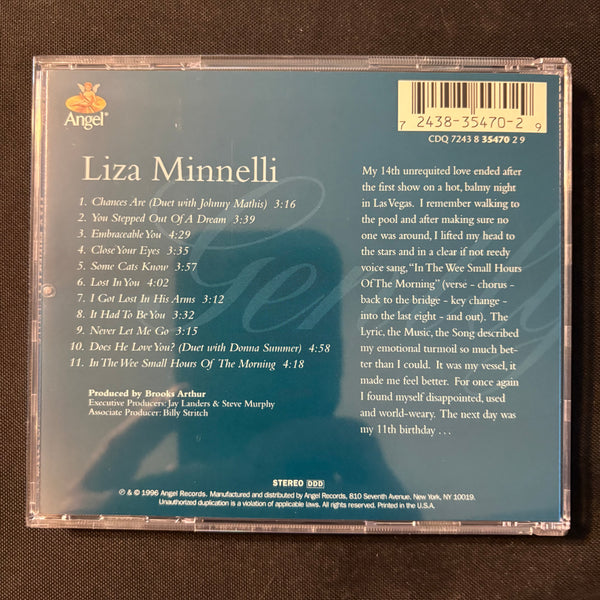 Angel®
7 2438-35470-2 9
CDQ 7243 8 35470 2 9
Liza Minnelli
Gently
1. Chances Are (Duet with Johnny Mathis) 3:16
2. You Stepped Out Of A Dream 3:39
3. Embraceable You 4:29
4. Close Your Eyes 3:35
5. Some Cats Know 3:57
6. Lost In You 4:02
7. I Got Lost In His Arms 3:12
8. It Had To Be You 3:32
9. Never Let Me Go 3:15
10. Does He Love You? (Duet with Donna Summer) 4:58
11. In The Wee Small Hours Of The Morning 4:18
Produced by Brooks Arthur
Executive Producers: Jay Landers & Steve Murphy
Associate Producer: Billy Stritch
My 14th unrequited love ended after
the first show on a hot, balmy night
in Las Vegas. I remember walking to
the pool and after making sure no
one was around, I lifted my head to
the stars and in a clear if not reedy
voice sang, "In The Wee Small Hours
Of The Morning" (verse - chorus -
back to the bridge - key change -
into the last eight - and out). The
Lyric, the Music, the Song described
my emotional turmoil so much bet-
ter than I could. It was my vessel, it
made me feel better. For once again
I found myself disappointed, used
and world-weary. The next day was
my 11th birthday . . .
STEREO DDD
℗ & © 1996 Angel Records. Manufactured and distributed by Angel Records, 810 Seventh Avenue. New York, NY 10019.
Unauthorized duplication is a violation of applicable laws. All rights reserved. Printed in the U.S.A.